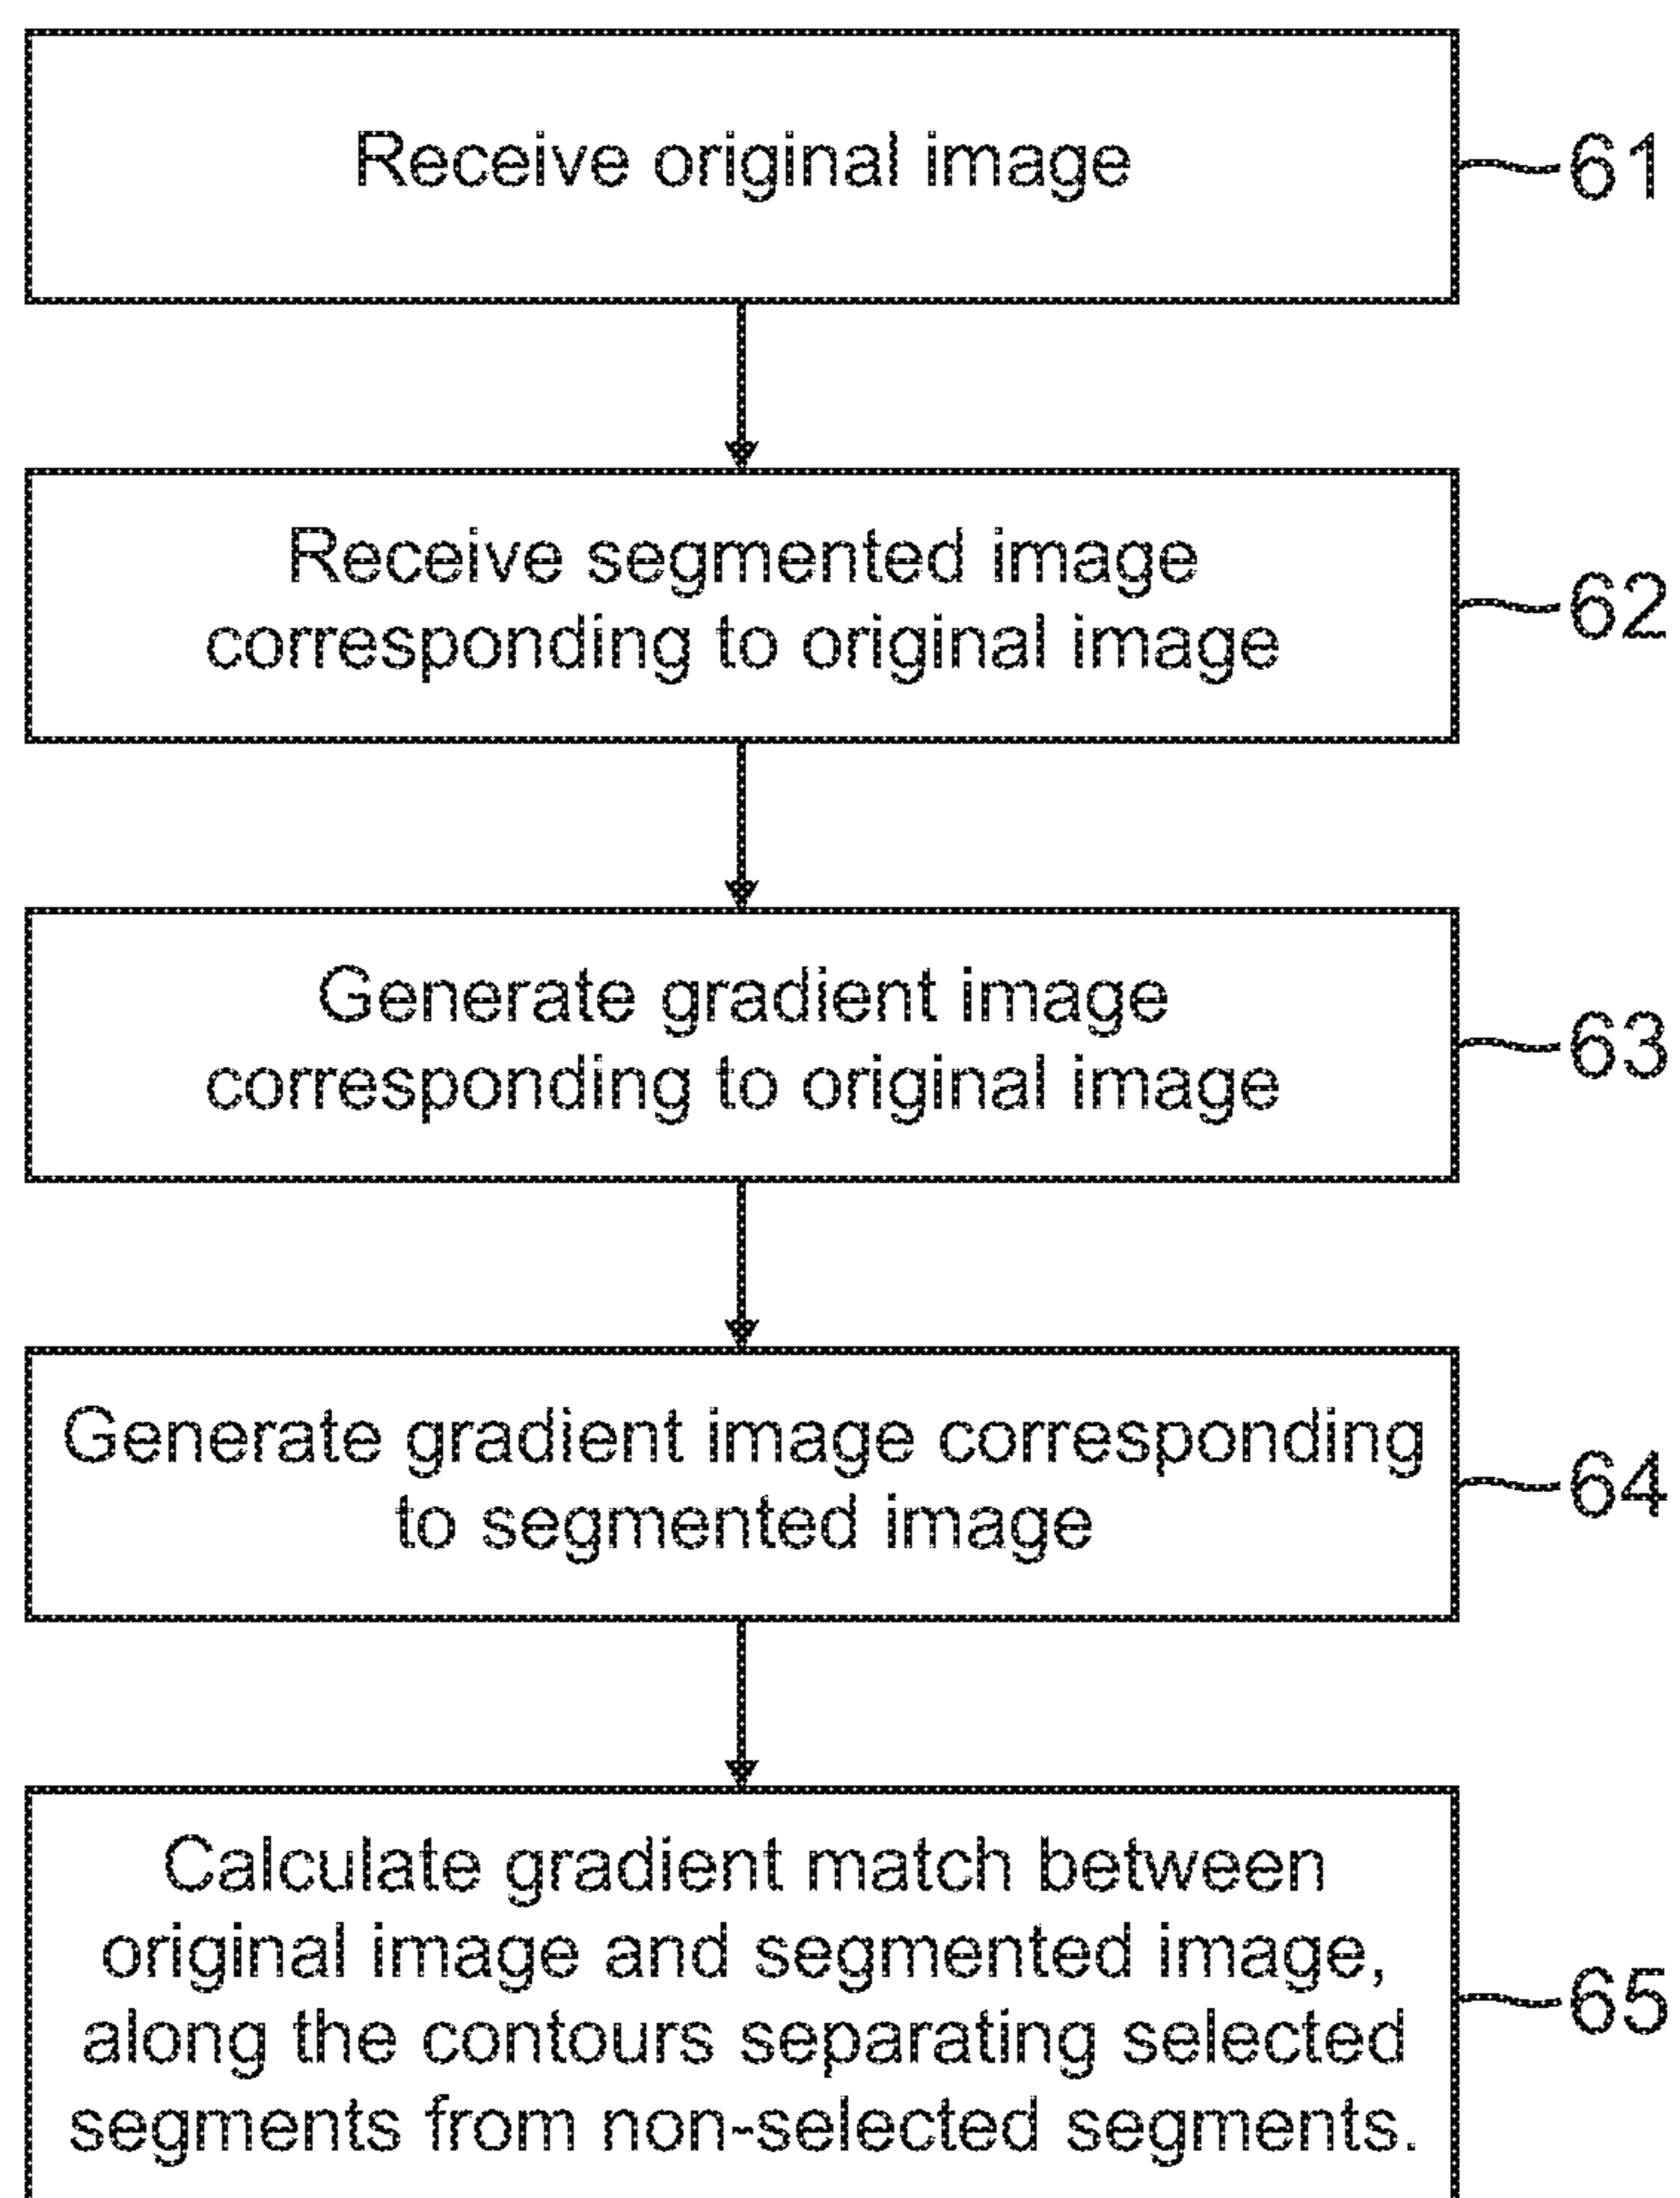 Receive original image
61
Receive segmented image
corresponding to original image
62
Generate gradient image
corresponding to original image
63
Generate gradient image corresponding
to segmented image
64
Calculate gradient match between
original image and segmented image,
along the contours separating selected
segments from non-selected segments.
65